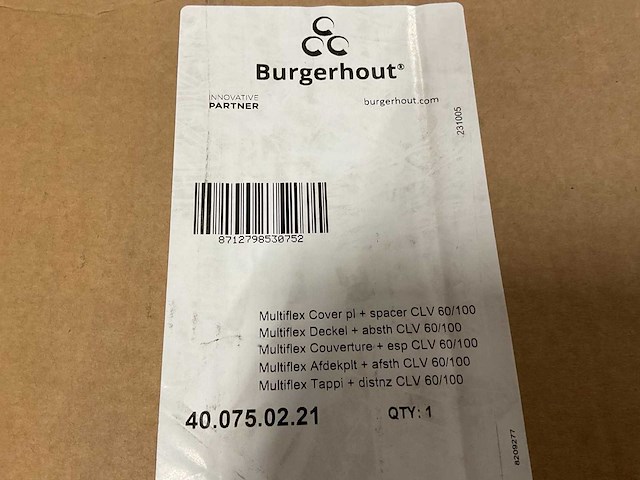 Burgerhout®
INNOVATIVE
PARTNER
burgerhout.com
231005
8712798530752
Multiflex Cover pl + spacer CLV 60/100
Multiflex Deckel + absth CLV 60/100
Multiflex Couverture + esp CLV 60/100
Multiflex Afdekplt + afsth CLV 60/100
Multiflex Tappi + distnz CLV 60/100
40.075.02.21
QTY: 1
8209277